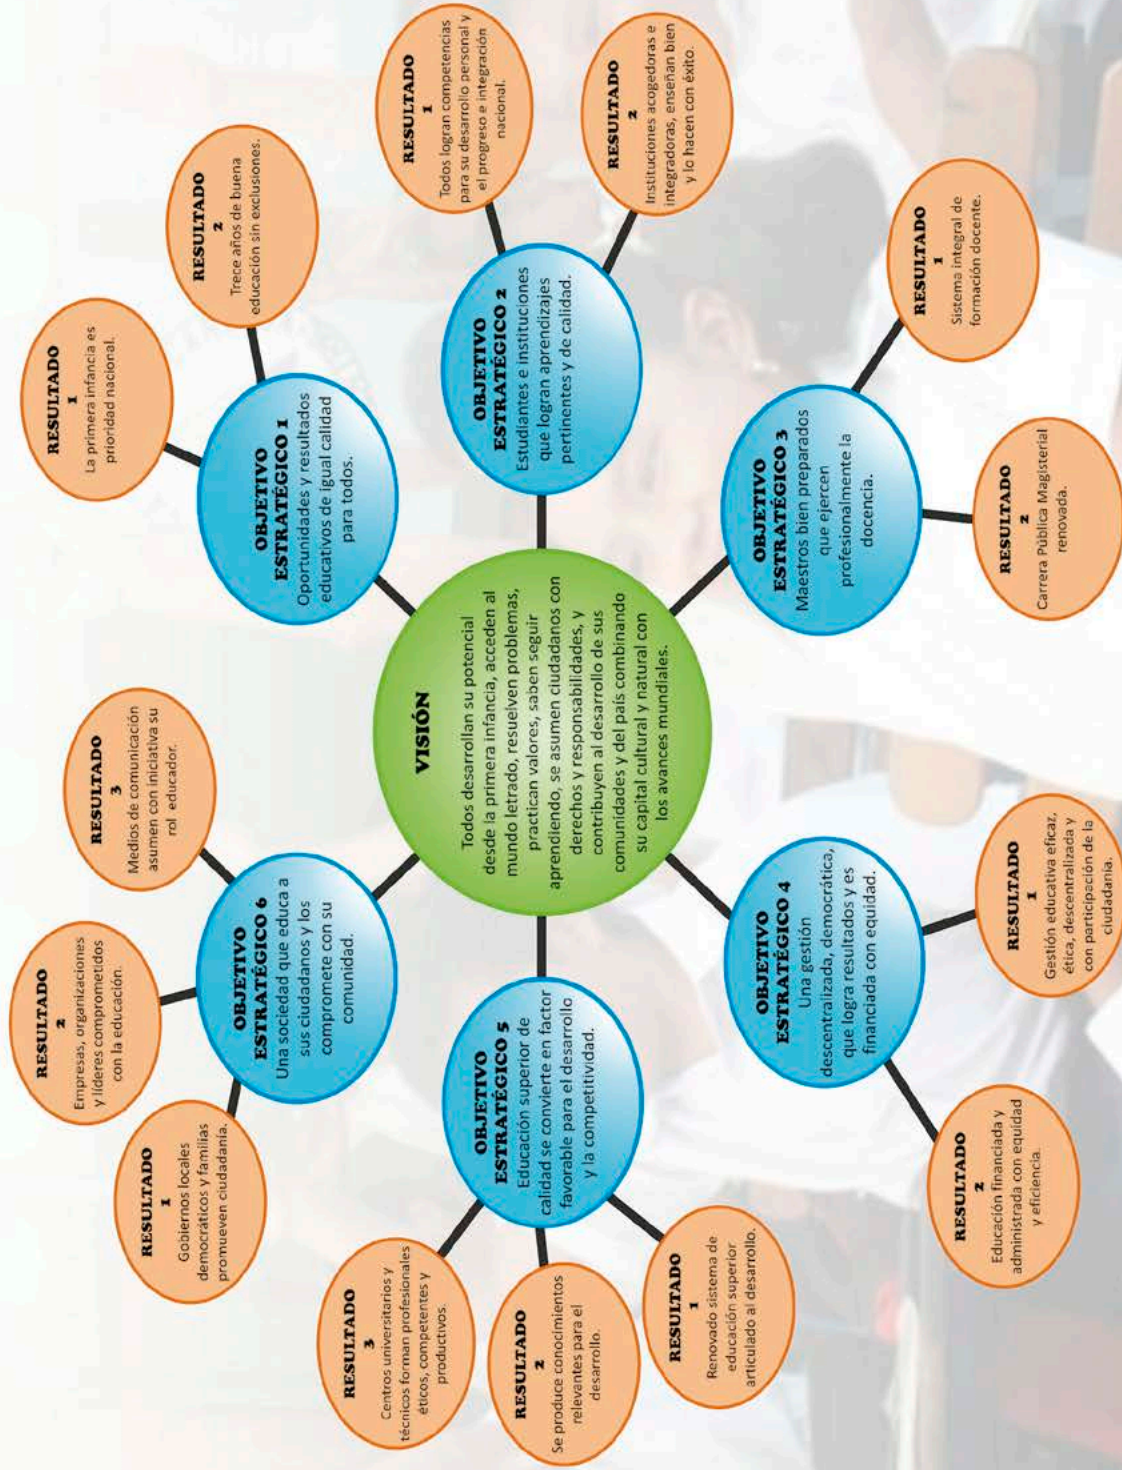 VISIÓN
Todos desarrollan su potencial
desde la primera infancia, acceden al
mundo letrado, resuelven problemas,
practican valores, saben seguir
aprendiendo, se asumen ciudadanos con
derechos y responsabilidades, y
contribuyen al desarrollo de sus
comunidades y del país combinando
su capital cultural y natural con
los avances mundiales.
OBJETIVO
ESTRATÉGICO 1
Oportunidades y resultados
educativos de igual calidad
para todos.
RESULTADO
1
La primera infancia es
prioridad nacional.
RESULTADO
2
Trece años de buena
educación sin exclusiones.
OBJETIVO
ESTRATÉGICO 2
Estudiantes e instituciones
que logran aprendizajes
pertinentes y de calidad.
RESULTADO
1
Todos logran competencias
para su desarrollo personal y
el progreso e integración
nacional.
RESULTADO
2
Instituciones acogedoras e
integradoras, enseñan bien
y lo hacen con éxito.
OBJETIVO
ESTRATÉGICO 3
Maestros bien preparados
que ejercen
profesionalmente la
docencia.
RESULTADO
1
Sistema integral de
formación docente.
RESULTADO
2
Carrera Pública Magisterial
renovada.
OBJETIVO
ESTRATÉGICO 4
Una gestión
descentralizada, democrática,
que logra resultados y es
financiada con equidad.
RESULTADO
1
Gestión educativa eficaz,
ética, descentralizada y
con participación de la
ciudadanía.
RESULTADO
2
Educación financiada y
administrada con equidad
y eficiencia.
OBJETIVO
ESTRATÉGICO 5
Educación superior de
calidad se convierte en factor
favorable para el desarrollo
y la competitividad.
RESULTADO
1
Renovado sistema de
educación superior
articulado al desarrollo.
RESULTADO
2
Se produce conocimientos
relevantes para el
desarrollo.
RESULTADO
3
Centros universitarios y
técnicos forman profesionales
éticos, competentes y
productivos.
OBJETIVO
ESTRATÉGICO 6
Una sociedad que educa a
sus ciudadanos y los
compromete con su
comunidad.
RESULTADO
1
Gobiernos locales
democráticos y familias
promueven ciudadanía.
RESULTADO
2
Empresas, organizaciones
y líderes comprometidos
con la educación.
RESULTADO
3
Medios de comunicación
asumen con iniciativa su
rol educador.